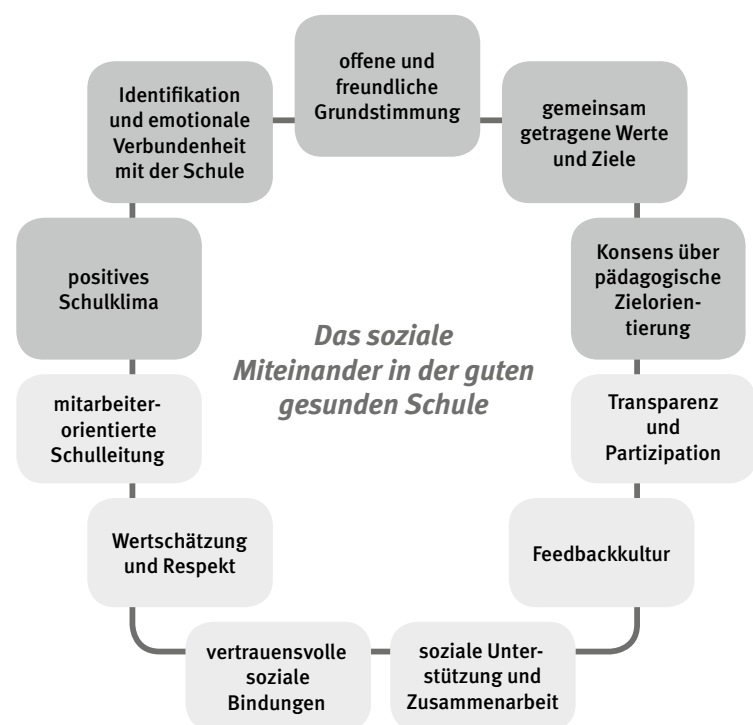 offene und
freundliche
Grundstimmung
gemeinsam
getragene Werte
und Ziele
Konsens über
pädagogische
Zielorien-
tierung
Transparenz
und
Partizipation
Feedbackkultur
soziale Unter-
stützung und
Zusammenarbeit
vertrauensvolle
soziale
Bindungen
Wertschätzung
und Respekt
mitarbeiter-
orientierte
Schulleitung
positives
Schulklima
Identifikation
und emotionale
Verbundenheit
mit der Schule
Das soziale
Miteinander in der guten
gesunden Schule